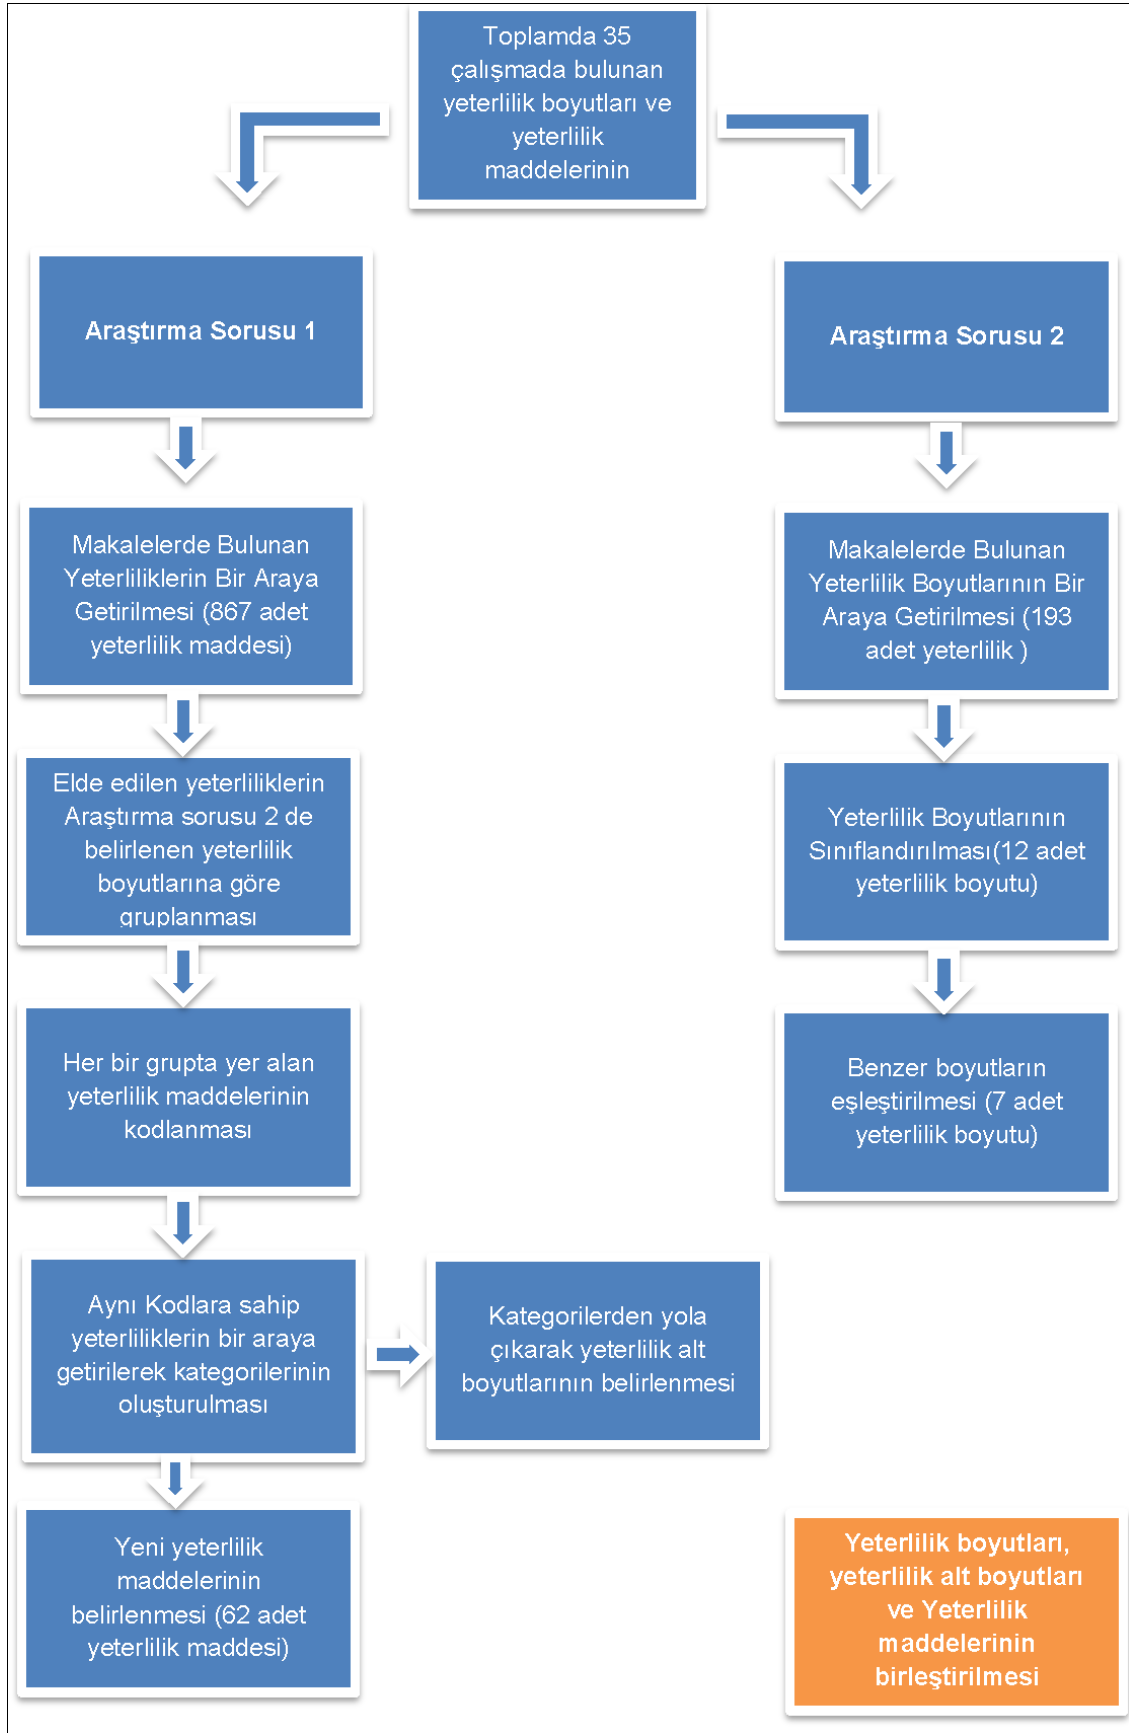 Toplamda 35
çalışmada bulunan
yeterlilik boyutları ve
yeterlilik
maddelerinin
Araştırma Sorusu 1
Makalelerde Bulunan
Yeterliliklerin Bir Araya
Getirilmesi (867 adet
yeterlilik maddesi)
Elde edilen yeterliliklerin
Araştırma sorusu 2 de
belirlenen yeterlilik
boyutlarına göre
gruplanması
Her bir grupta yer alan
yeterlilik maddelerinin
kodlanması
Aynı Kodlara sahip
yeterliliklerin bir araya
getirilerek kategorilerinin
oluşturulması
Kategorilerden yola
çıkarak yeterlilik alt
boyutlarının belirlenmesi
Yeni yeterlilik
maddelerinin
belirlenmesi (62 adet
yeterlilik maddesi)
Araştırma Sorusu 2
Makalelerde Bulunan
Yeterlilik Boyutlarının Bir
Araya Getirilmesi (193
adet yeterlilik )
Yeterlilik Boyutlarının
Sınıflandırılması(12 adet
yeterlilik boyutu)
Benzer boyutların
eşleştirilmesi (7 adet
yeterlilik boyutu)
Yeterlilik boyutları,
yeterlilik alt boyutları
ve Yeterlilik
maddelerinin
birleştirilmesi